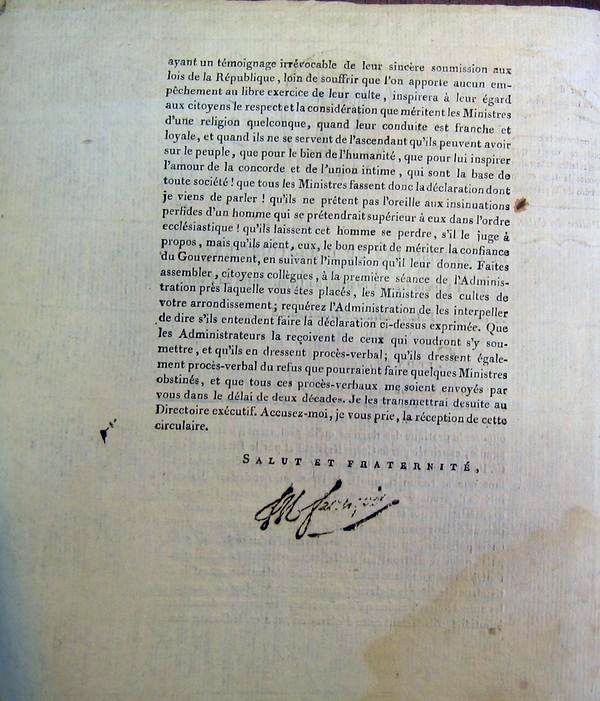 ayant un témoignage irrévocable de leur sincère soumission aux
lois de la République, loin de souffrir que l'on apporte aucun em-
pêchement au libre exercice de leur culte, inspirera à leur égard
aux citoyens le respect et la considération que méritent les Ministres
d'une religion quelconque, quand leur conduite est franche et
loyale, et quand ils ne se servent de l'ascendant qu'ils peuvent avoir
sur le peuple, que pour le bien de l'humanité, que pour lui inspirer
l'amour de la concorde et de l'union intime, qui sont la base de
toute société ! que tous les Ministres fassent donc la déclaration dont
je viens de parler ! qu'ils ne prétent pas l'oreille aux insinuations
perfides d'un homme qui se prétendrait supérieur à eux dans l'ordre
ecclésiastique ! qu'ils laissent cet homme se perdre, s'il le juge à
propos, mais qu'ils aient, eux, le bon esprit de mériter la confiance
du Gouvernement, en suivant l'impulsion qu'il leur donne. Faites
assembler, citoyens collègues, à la première séance de l'Adminis-
tration près laquelle vous étes placés, les Ministres des cultes de
votre arrondissement; requérez l'Administration de les interpeller
de dire s'ils entendent faire la déclaration ci-dessus exprimée. Que
les Administrateurs la reçoivent de ceux qui voudront s'y sou-
mettre, et qu'ils en dressent procès-verbal; qu'ils dressent égale-
ment procès-verbal du refus que pourraient faire quelques Ministres
obstinés, et que tous ces procès-verbaux me soient envoyés par
vous dans le délai de deux décades. Je les transmettrai desuite au
Directoire exécutif. Accusez-moi, je vous prie, la réception de cette
circulaire.
SALUT ET FRATERNITÉ,